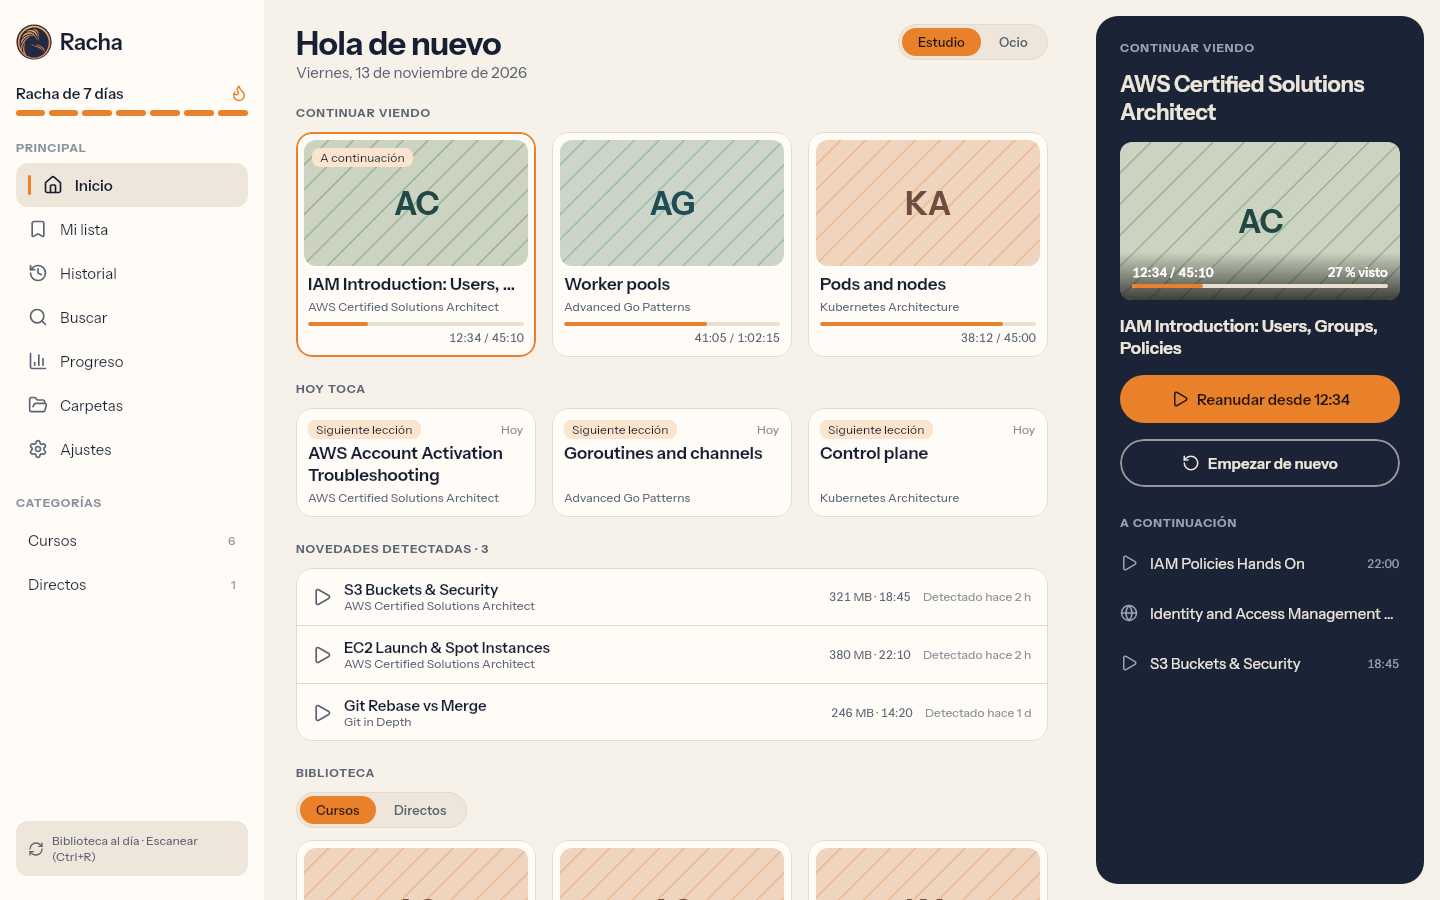 Racha
Racha de 7 días
PRINCIPAL
Inicio
Mi lista
Historial
Buscar
Progreso
Carpetas
Ajustes
CATEGORÍAS
Cursos 6
Directos 1
Biblioteca al día · Escanear
(Ctrl+R)
Hola de nuevo
Viernes, 13 de noviembre de 2026
Estudio Ocio
CONTINUAR VIENDO
A continuación
AC
IAM Introduction: Users, ...
AWS Certified Solutions Architect
12:34 / 45:10
AG
Worker pools
Advanced Go Patterns
41:05 / 1:02:15
KA
Pods and nodes
Kubernetes Architecture
38:12 / 45:00
HOY TOCA
Siguiente lección Hoy
AWS Account Activation
Troubleshooting
AWS Certified Solutions Architect
Siguiente lección Hoy
Goroutines and channels
Advanced Go Patterns
Siguiente lección Hoy
Control plane
Kubernetes Architecture
NOVEDADES DETECTADAS · 3
S3 Buckets & Security
AWS Certified Solutions Architect
321 MB · 18:45 Detectado hace 2 h
EC2 Launch & Spot Instances
AWS Certified Solutions Architect
380 MB · 22:10 Detectado hace 2 h
Git Rebase vs Merge
Git in Depth
246 MB · 14:20 Detectado hace 1 d
BIBLIOTECA
Cursos Directos
CONTINUAR VIENDO
AWS Certified Solutions
Architect
AC
12:34 / 45:10 27 % visto
IAM Introduction: Users, Groups,
Policies
Reanudar desde 12:34
Empezar de nuevo
A CONTINUACIÓN
IAM Policies Hands On 22:00
Identity and Access Management ...
S3 Buckets & Security 18:45